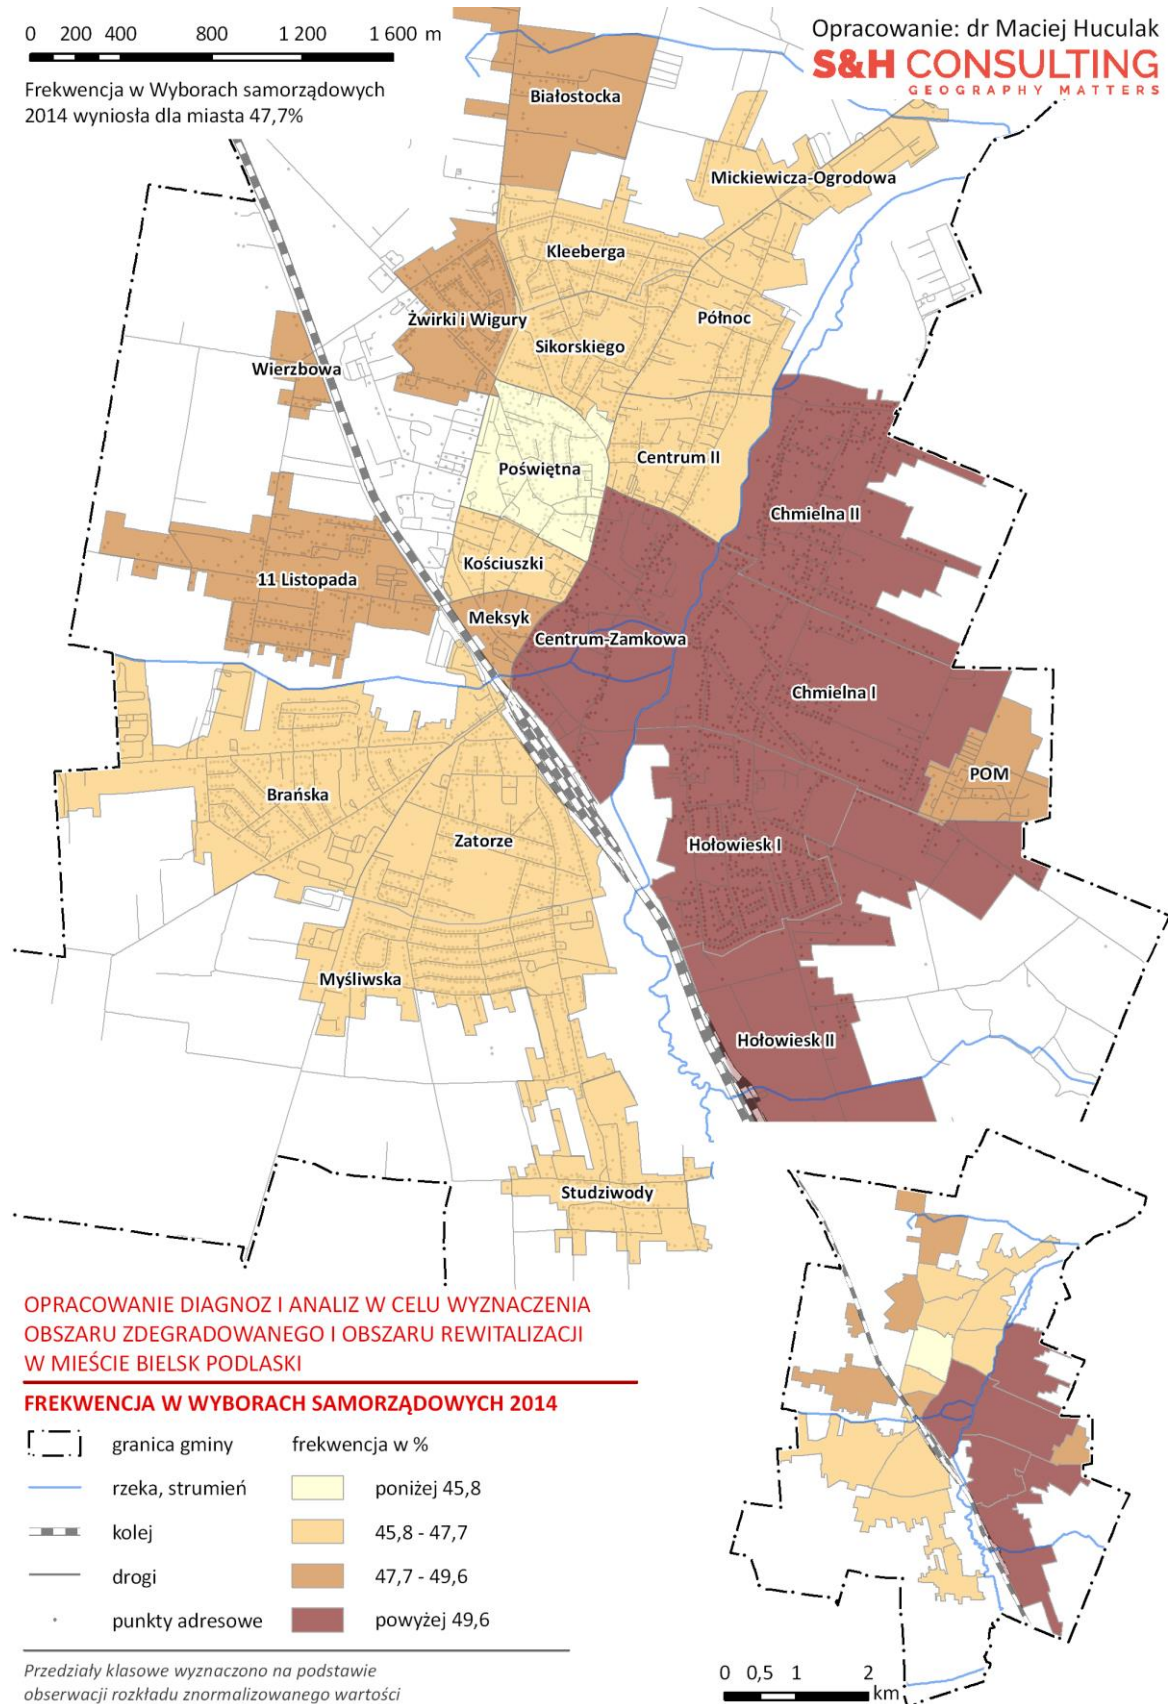 0 200 400 800 1 200 1 600 m
Frekwencja w Wyborach samorządowych
2014 wyniosła dla miasta 47,7%
Opracowanie: dr Maciej Huculak
S&H CONSULTING
GEOGRAPHY MATTERS
Białostocka
Mickiewicza-Ogrodowa
Kleeberga
Żwirki i Wigury
Północ
Sikorskiego
Wierzbowa
Poświętna
Centrum II
Chmielna II
Kościuszki
11 Listopada
Meksyk
Centrum-Zamkowa
Chmielna I
POM
Brańska
Zatorze
Hołowiesk I
Myśliwska
Hołowiesk II
Studziwody
OPRACOWANIE DIAGNOZ I ANALIZ W CELU WYZNACZENIA
OBSZARU ZDEGRADOWANEGO I OBSZARU REWITALIZACJI
W MIEŚCIE BIELSK PODLASKI
FREKWENCJA W WYBORACH SAMORZĄDOWYCH 2014
granica gminy frekwencja w %
rzeka, strumień poniżej 45,8
kolej 45,8 - 47,7
drogi 47,7 - 49,6
punkty adresowe powyżej 49,6
Przedziały klasowe wyznaczono na podstawie
obserwacji rozkładu znormalizowanego wartości
0 0,5 1 2
km